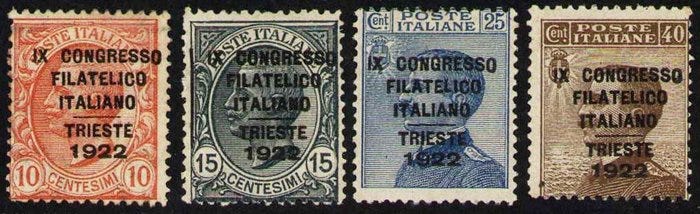 POSTE ITALIANE
IX CONGRESSO
FILATELICO
ITALIANO
TRIESTE
1922
10 CENTESIMI 10
POSTE ITALIANE
IX CONGRESSO
FILATELICO
ITALIANO
TRIESTE
1922
15 CENTESIMI 15
Cent POSTE 25
ITALIANE
IX CONGRESSO
FILATELICO
ITALIANO
TRIESTE
1922
Cent POSTE 40
ITALIANE
IX CONGRESSO
FILATELICO
ITALIANO
TRIESTE
1922